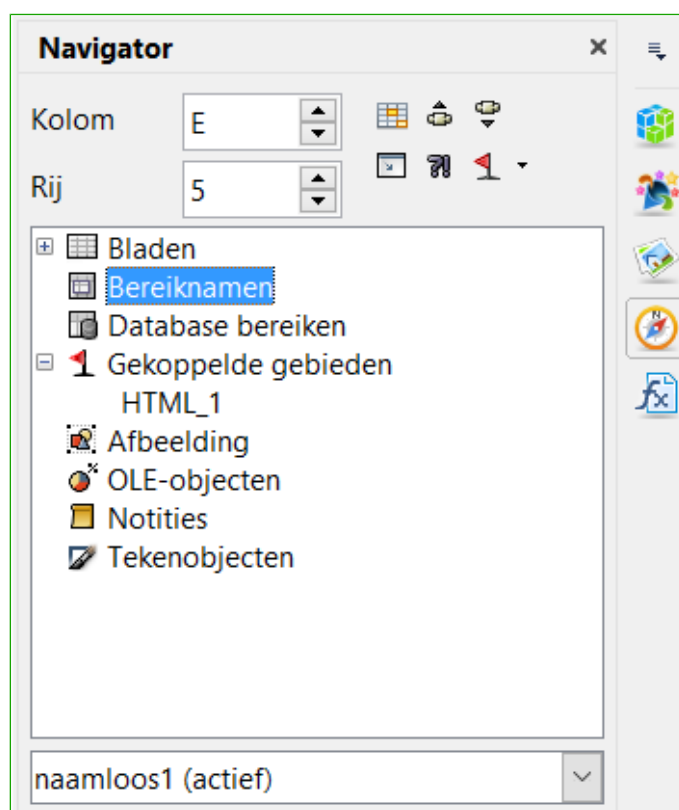 Navigator
Kolom E
Rij 5
Bladen
Bereiknamen
Database bereiken
Gekoppelde gebieden
HTML_1
Afbeelding
OLE-objecten
Notities
Tekenobjecten
naamloos1 (actief)